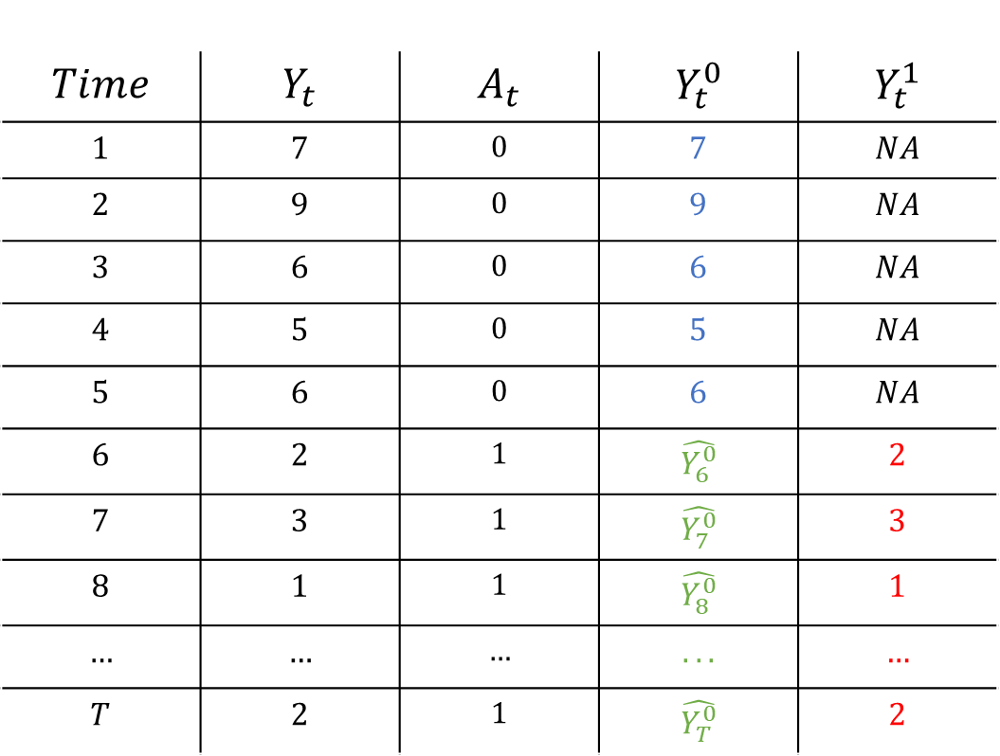 Time Y_t A_t Y_t^0 Y_t^1
1 7 0 7 NA
2 9 0 9 NA
3 6 0 6 NA
4 5 0 5 NA
5 6 0 6 NA
6 2 1 \widehat{Y_6^0} 2
7 3 1 \widehat{Y_7^0} 3
8 1 1 \widehat{Y_8^0} 1
... ... ... ... ...
T 2 1 \widehat{Y_T^0} 2